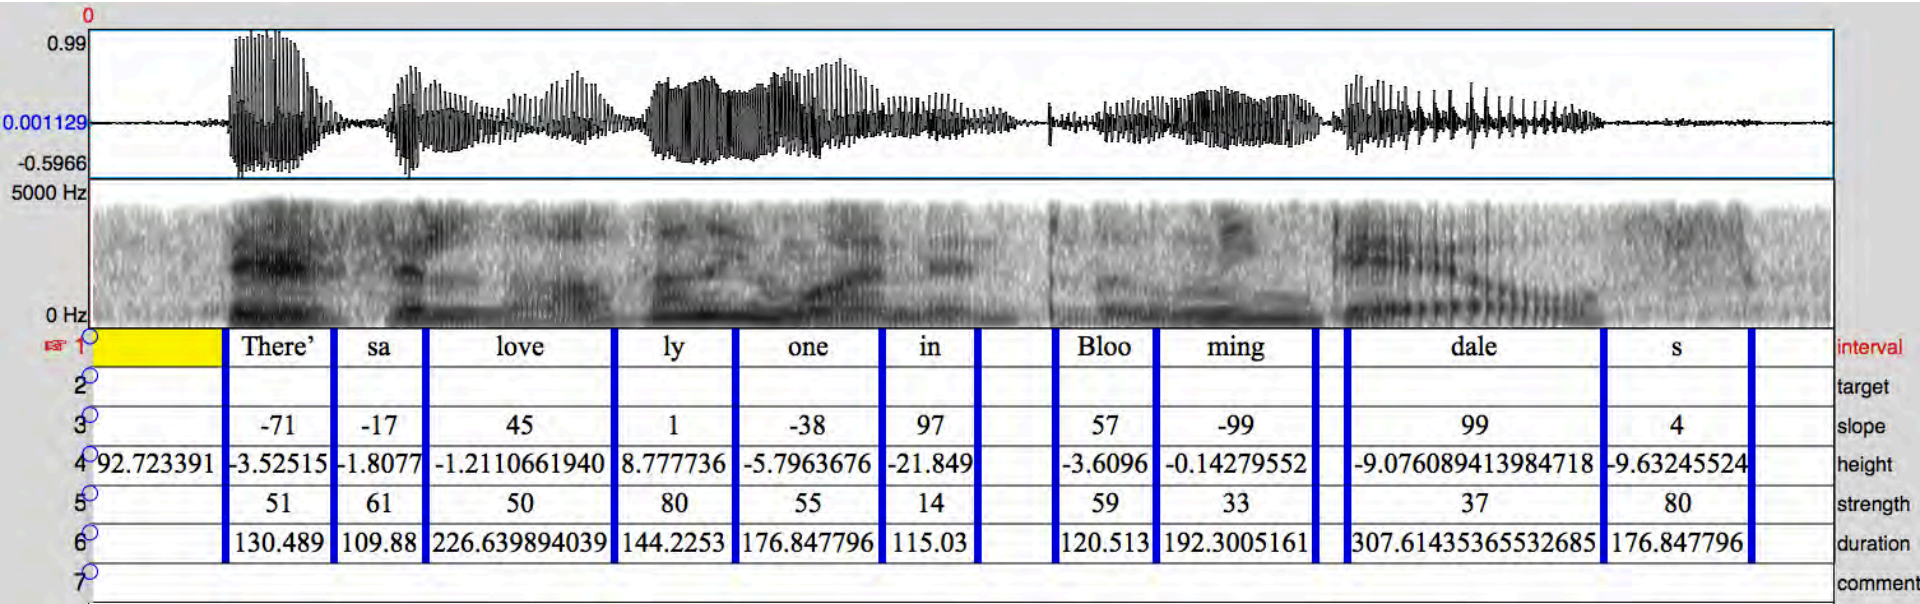 0
0.99
0.001129
-0.5966
5000 Hz
0 Hz
☞ 1 There’ sa love ly one in Bloo ming dale s interval
2 target
3 -71 -17 45 1 -38 97 57 -99 99 4 slope
4 92.723391 -3.52515 -1.8077 -1.2110661940 8.777736 -5.7963676 -21.849 -3.6096 -0.14279552 -9.076089413984718 -9.63245524 height
5 51 61 50 80 55 14 59 33 37 80 strength
6 130.489 109.88 226.639894039 144.2253 176.847796 115.03 120.513 192.3005161 307.61435365532685 176.847796 duration
7 comment